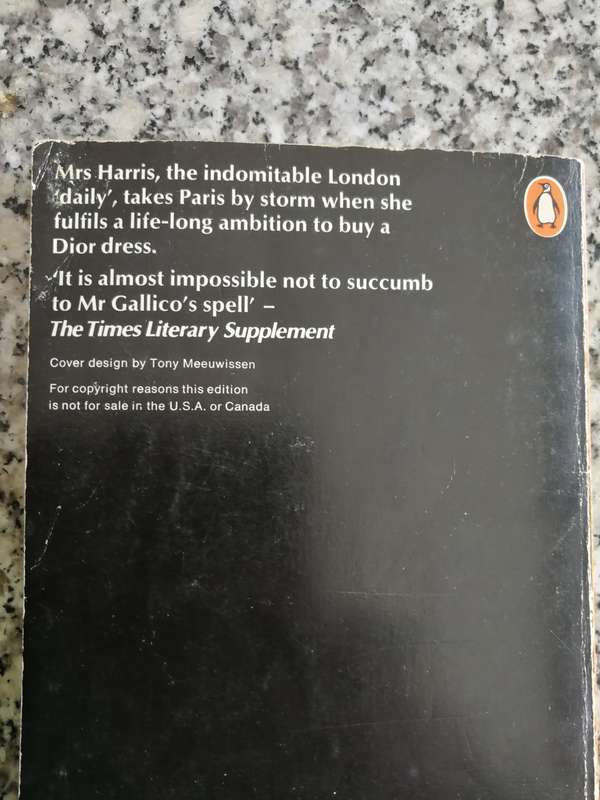 Mrs Harris, the indomitable London
'daily', takes Paris by storm when she
fulfils a life-long ambition to buy a
Dior dress.
'It is almost impossible not to succumb
to Mr Gallico's spell' –
The Times Literary Supplement
Cover design by Tony Meeuwissen
For copyright reasons this edition
is not for sale in the U.S.A. or Canada